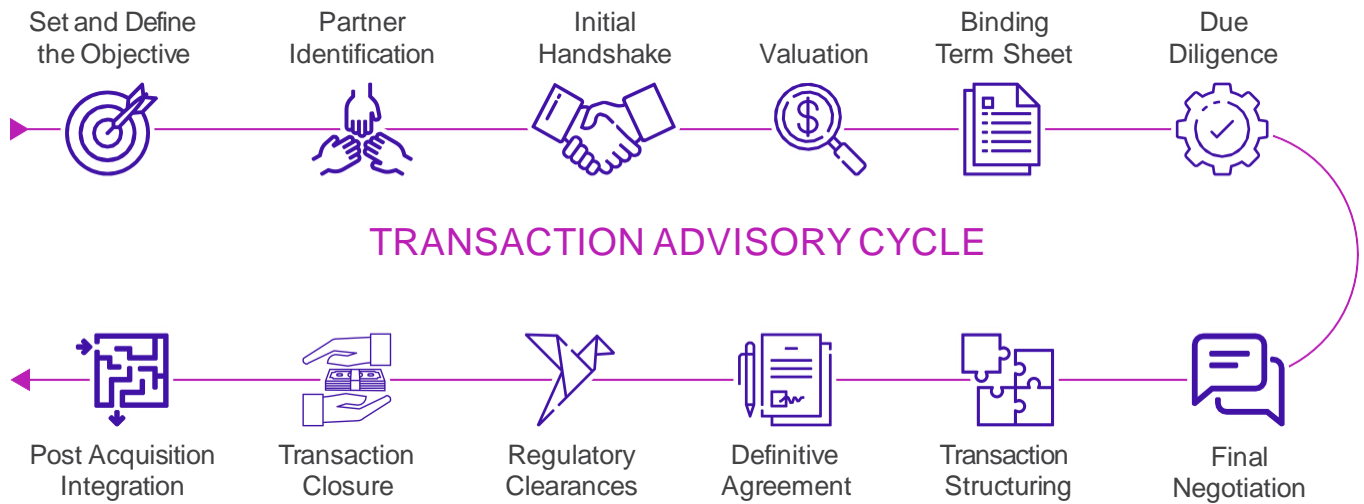 Set and Define
the Objective
Partner
Identification
Initial
Handshake
Valuation
Binding
Term Sheet
Due
Diligence
$
TRANSACTION ADVISORY CYCLE
Post Acquisition
Integration
Transaction
Closure
Regulatory
Clearances
Definitive
Agreement
Transaction
Structuring
Final
Negotiation